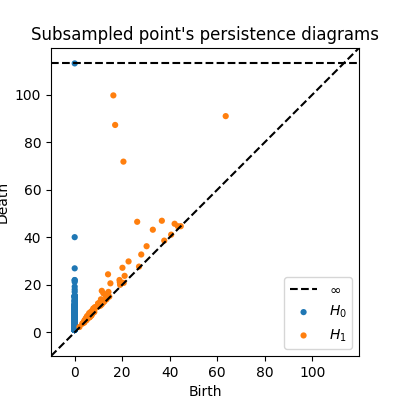 Subsampled point's persistence diagrams
Death
100
80
60
40
20
0
∞
H₀
H₁
0 20 40 60 80 100
Birth